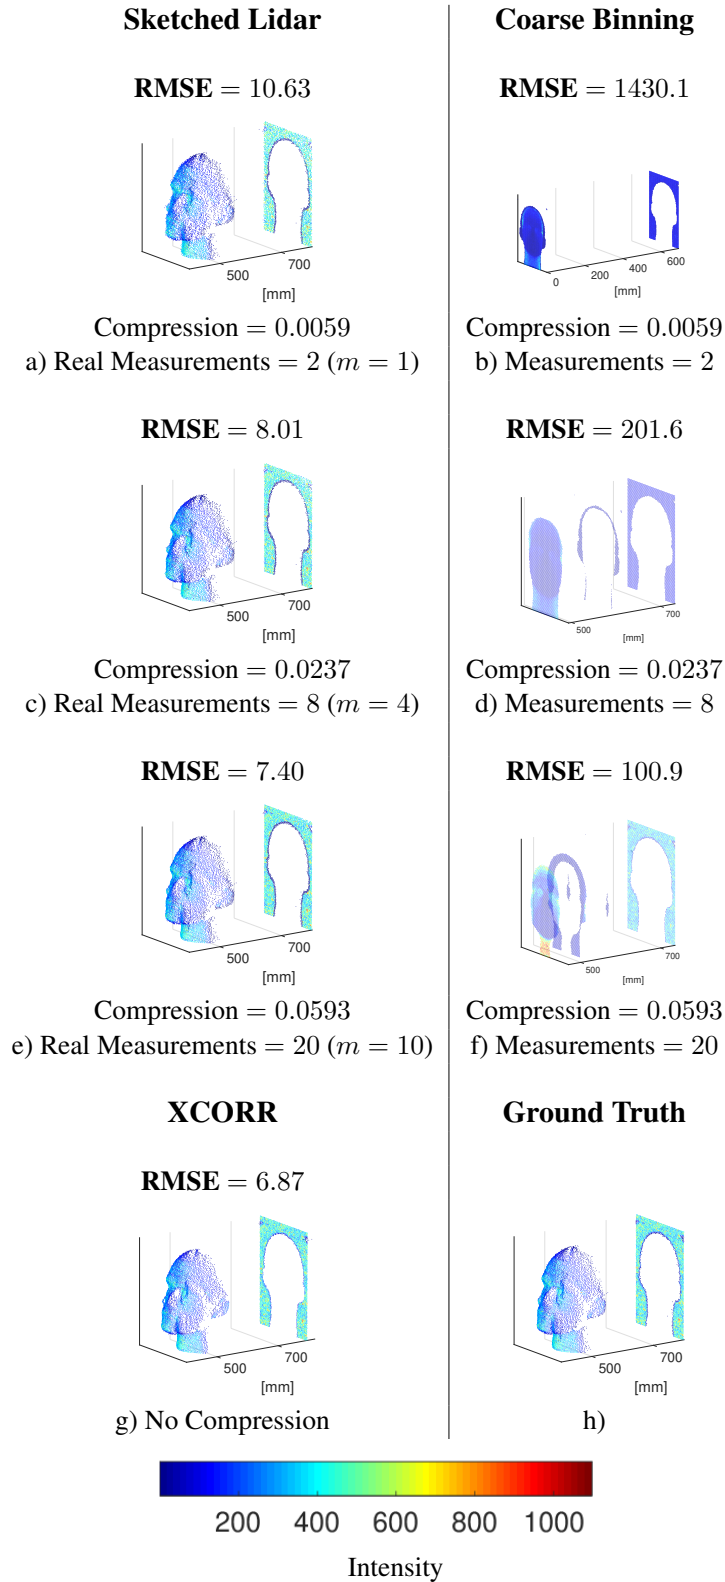 Sketched Lidar
Coarse Binning
RMSE = 10.63
RMSE = 1430.1
500
700
[mm]
0
200
400
600
[mm]
Compression = 0.0059
Compression = 0.0059
a) Real Measurements = 2 (m = 1)
b) Measurements = 2
RMSE = 8.01
RMSE = 201.6
500
700
[mm]
500
700
[mm]
Compression = 0.0237
Compression = 0.0237
c) Real Measurements = 8 (m = 4)
d) Measurements = 8
RMSE = 7.40
RMSE = 100.9
500
700
[mm]
500
700
[mm]
Compression = 0.0593
Compression = 0.0593
e) Real Measurements = 20 (m = 10)
f) Measurements = 20
XCORR
Ground Truth
RMSE = 6.87
500
700
[mm]
500
700
[mm]
g) No Compression
h)
200 400 600 800 1000
Intensity